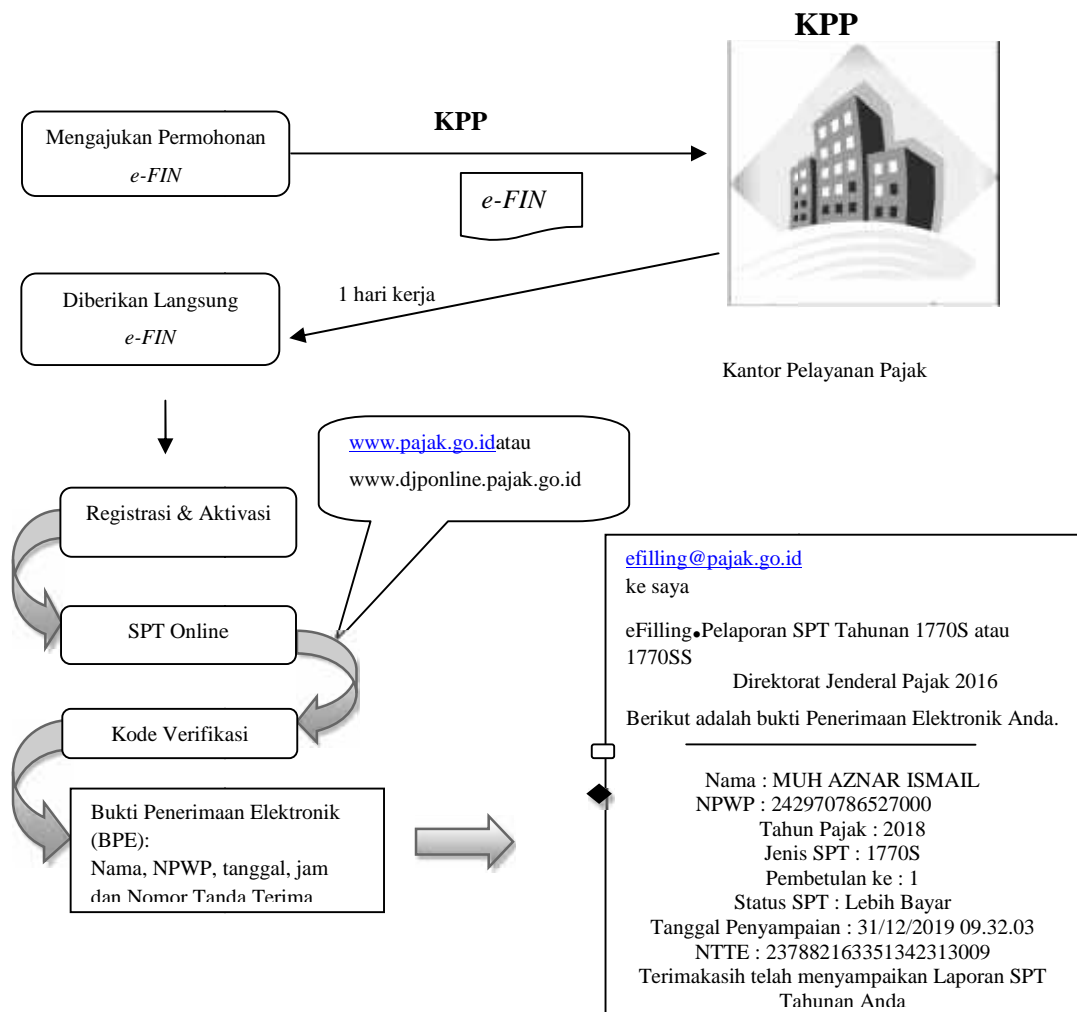 KPP
Mengajukan Permohonan
e-FIN
KPP
e-FIN
Diberikan Langsung
e-FIN
1 hari kerja
Kantor Pelayanan Pajak
www.pajak.go.idatau
www.djponline.pajak.go.id
Registrasi & Aktivasi
SPT Online
Kode Verifikasi
Bukti Penerimaan Elektronik
(BPE):
Nama, NPWP, tanggal, jam
dan Nomor Tanda Terima
efilling@pajak.go.id
ke saya
eFilling•Pelaporan SPT Tahunan 1770S atau
1770SS
Direktorat Jenderal Pajak 2016
Berikut adalah bukti Penerimaan Elektronik Anda.
Nama : MUH AZNAR ISMAIL
NPWP : 242970786527000
Tahun Pajak : 2018
Jenis SPT : 1770S
Pembetulan ke : 1
Status SPT : Lebih Bayar
Tanggal Penyampaian : 31/12/2019 09.32.03
NTTE : 237882163351342313009
Terimakasih telah menyampaikan Laporan SPT
Tahunan Anda